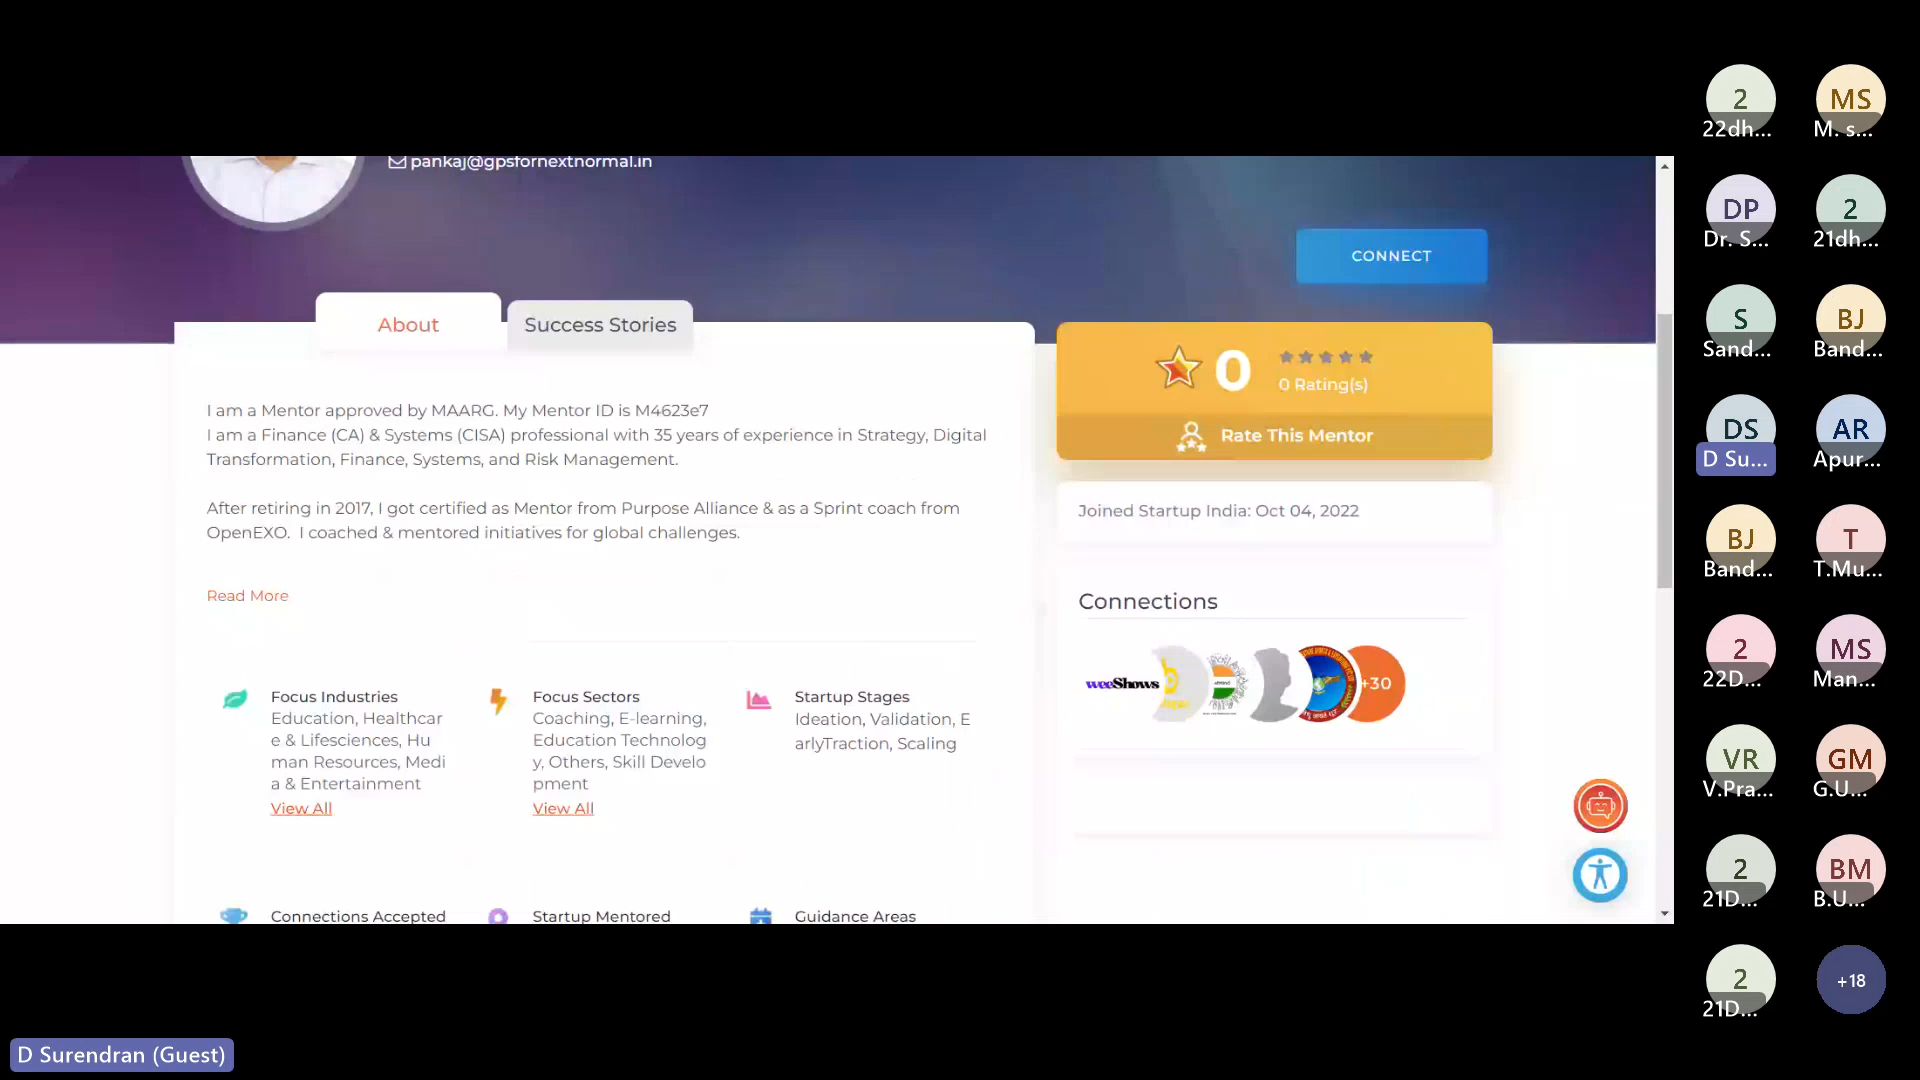 pankaj@gpsfornextnormal.in
CONNECT
About
Success Stories
I am a Mentor approved by MAARG. My Mentor ID is M4623e7
I am a Finance (CA) & Systems (CISA) professional with 35 years of experience in Strategy, Digital
Transformation, Finance, Systems, and Risk Management.
After retiring in 2017, I got certified as Mentor from Purpose Alliance & as a Sprint coach from
OpenEXO.  I coached & mentored initiatives for global challenges.
Read More
Focus Industries
Education, Healthcar
e & Lifesciences, Hu
man Resources, Medi
a & Entertainment
View All
Focus Sectors
Coaching, E-learning,
Education Technolog
y, Others, Skill Develo
pment
View All
Startup Stages
Ideation, Validation, E
arlyTraction, Scaling
Connections Accepted
Startup Mentored
Guidance Areas
0
0 Rating(s)
Rate This Mentor
Joined Startup India: Oct 04, 2022
Connections
weeShows
+30
2
22dh...
MS
M. s...
DP
Dr. S...
2
21dh...
S
Sand...
BJ
Band...
DS
D Su...
AR
Apur...
BJ
Band...
T
T.Mu...
2
22D...
MS
Man...
VR
V.Pra...
GM
G.U...
2
21D...
BM
B.U...
2
21D...
+18
D Surendran (Guest)